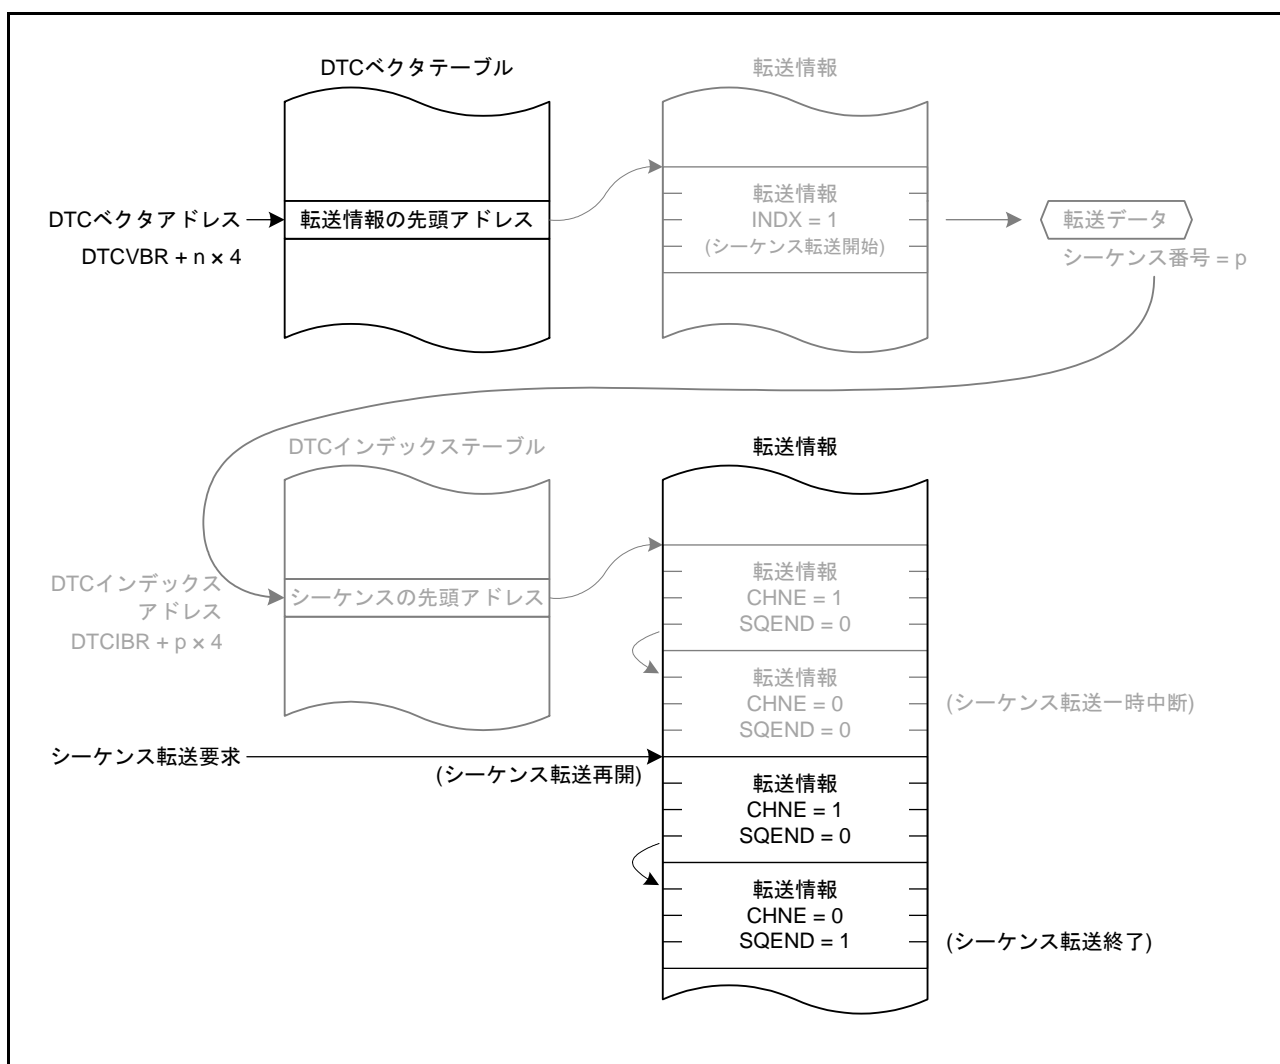 DTCベクタテーブル
転送情報
DTCベクタアドレス
DTCVBR + n × 4
転送情報の先頭アドレス
転送情報
INDX = 1
(シーケンス転送開始)
転送データ
シーケンス番号 = p
DTCインデックステーブル
転送情報
DTCインデックス
アドレス
DTCIBR + p × 4
シーケンスの先頭アドレス
転送情報
CHNE = 1
SQEND = 0
転送情報
CHNE = 0
SQEND = 0
(シーケンス転送一時中断)
シーケンス転送要求
(シーケンス転送再開)
転送情報
CHNE = 1
SQEND = 0
転送情報
CHNE = 0
SQEND = 1
(シーケンス転送終了)